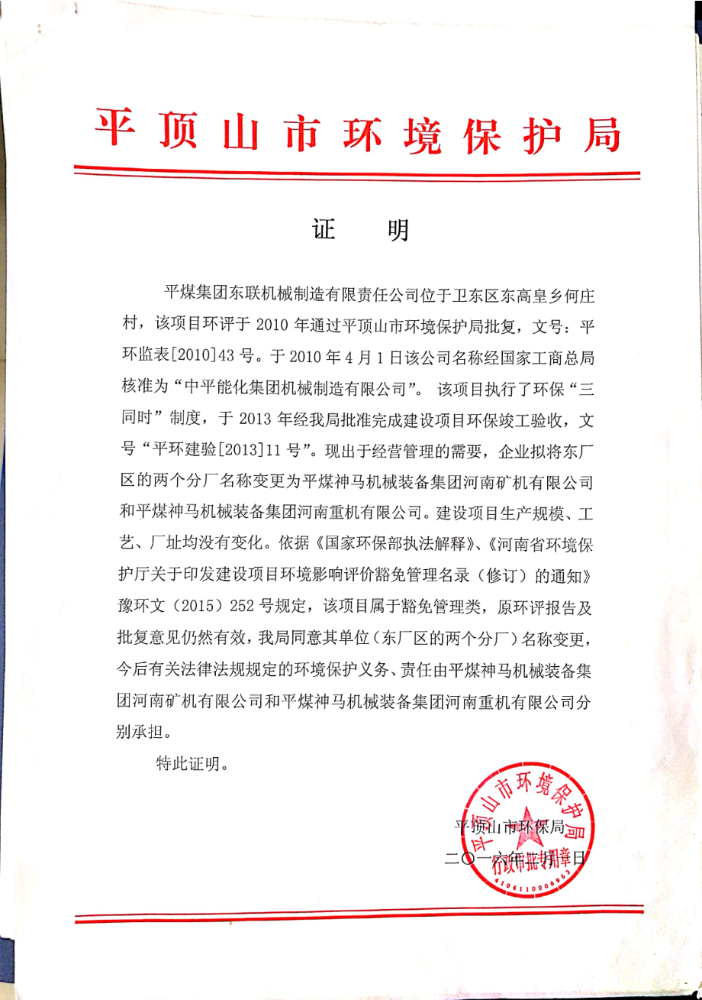 平顶山市环境保护局
证 明
平煤集团东联机械制造有限责任公司位于卫东区东高皇乡何庄
村，该项目环评于 2010 年通过平顶山市环境保护局批复，文号：平
环监表[2010]43 号。于 2010 年 4 月 1 日该公司名称经国家工商总局
核准为“中平能化集团机械制造有限公司”。 该项目执行了环保“三
同时”制度，于 2013 年经我局批准完成建设项目环保竣工验收，文
号“平环建验[2013]11 号”。现出于经营管理的需要，企业拟将东厂
区的两个分厂名称变更为平煤神马机械装备集团河南矿机有限公司
和平煤神马机械装备集团河南重机有限公司。建设项目生产规模、工
艺、厂址均没有变化。依据《国家环保部执法解释》、《河南省环境保
护厅关于印发建设项目环境影响评价豁免管理名录（修订）的通知》
豫环文（2015）252 号规定，该项目属于豁免管理类，原环评报告及
批复意见仍然有效，我局同意其单位（东厂区的两个分厂）名称变更，
今后有关法律法规规定的环境保护义务、责任由平煤神马机械装备集
团河南矿机有限公司和平煤神马机械装备集团河南重机有限公司分
别承担。
特此证明。
平顶山市环境保护局
平顶山市环保局
二〇一六年二月 日
行政审批专用章
4104110006963